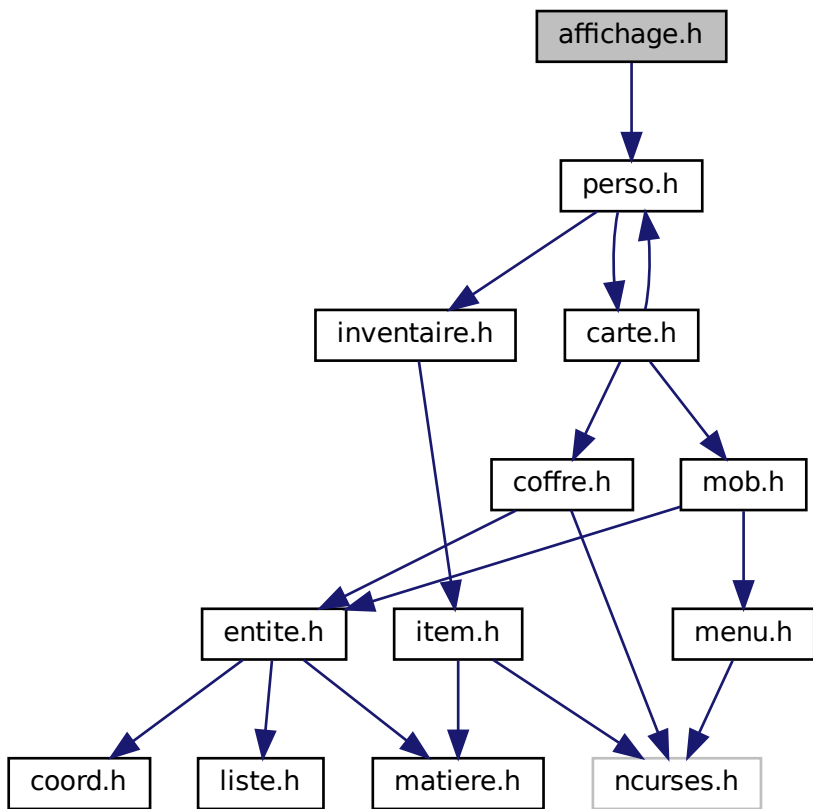 affichage.h
perso.h
inventaire.h
carte.h
coffre.h
mob.h
entite.h
item.h
menu.h
coord.h
liste.h
matiere.h
ncurses.h